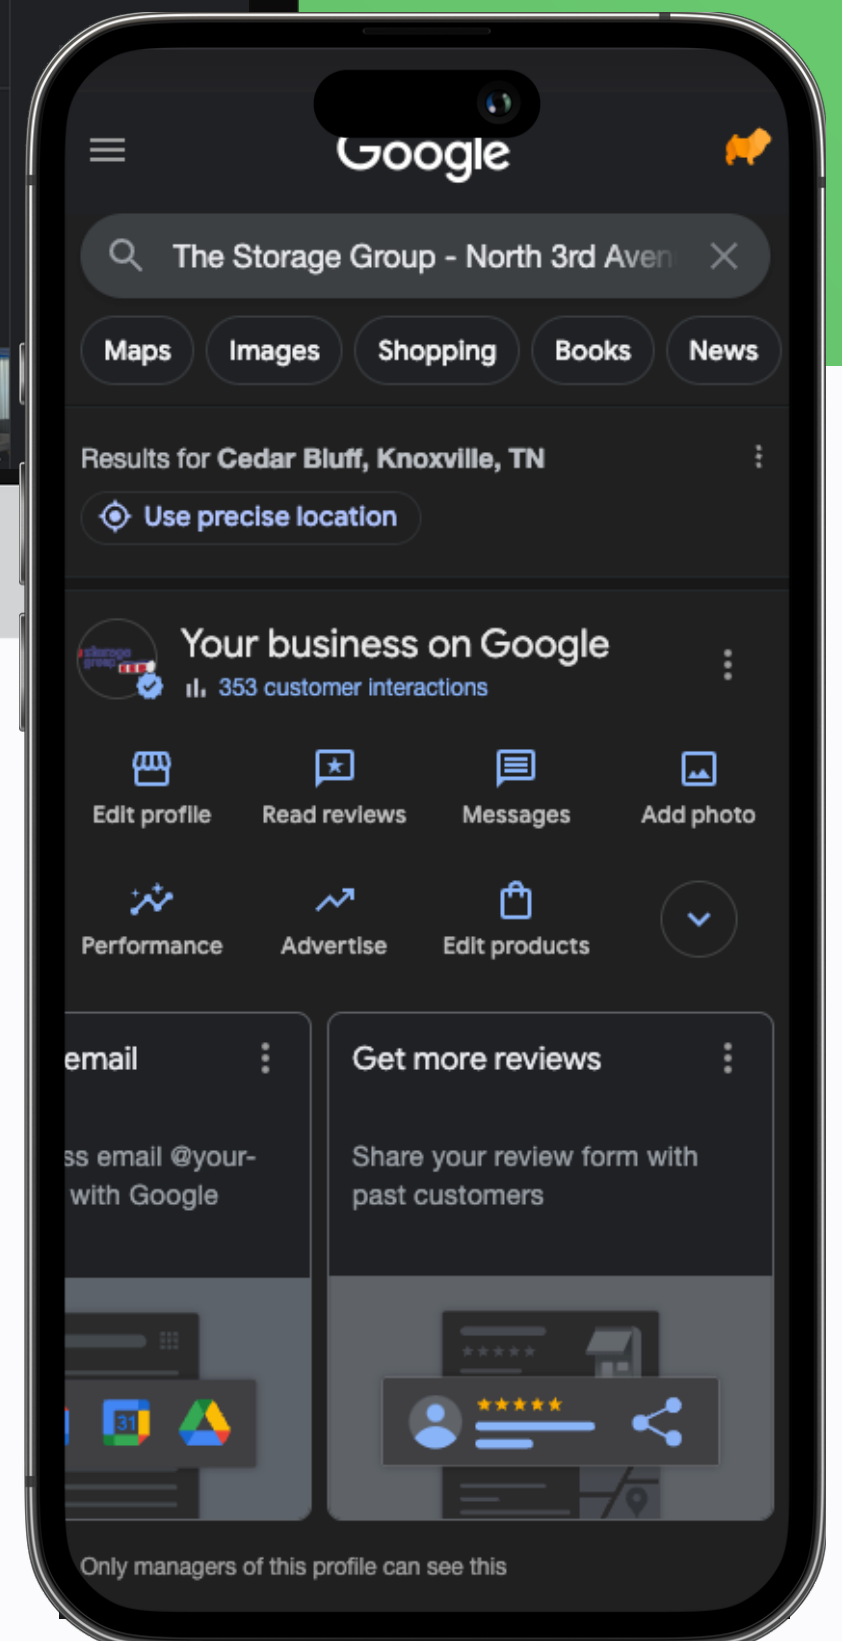 Google
The Storage Group - North 3rd Aven
Maps Images Shopping Books News
Results for Cedar Bluff, Knoxville, TN
Use precise location
storage
group
Your business on Google
353 customer interactions
Edit profile Read reviews Messages Add photo
Performance Advertise Edit products
email
ss email @your-
with Google
31
Get more reviews
Share your review form with
past customers
Only managers of this profile can see this